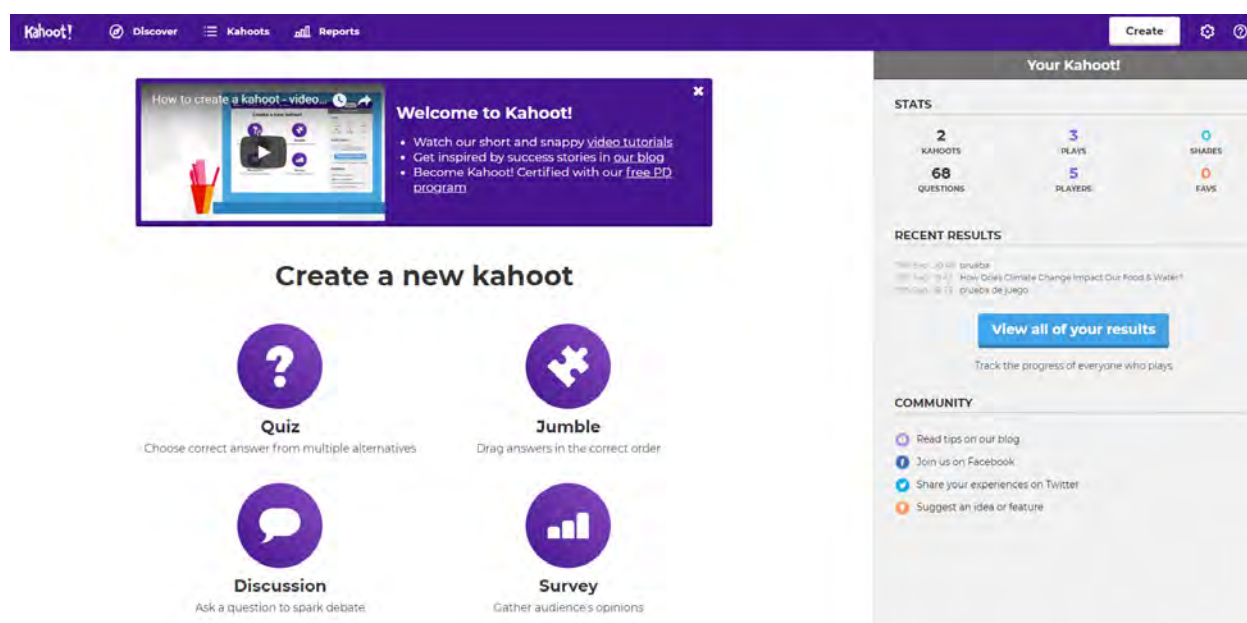 Kahoot!
Discover
Kahoots
Reports
Create
How to create a kahoot - video...
Create a new kahoot!
Welcome to Kahoot!
Watch our short and snappy video tutorials
Get inspired by success stories in our blog
Become Kahoot! Certified with our free PD
program
Create a new kahoot
Quiz
Choose correct answer from multiple alternatives
Jumble
Drag answers in the correct order
Discussion
Ask a question to spark debate
Survey
Gather audience's opinions
Your Kahoot!
STATS
2 3 0
KAHOOTS PLAYS SHARES
68 5 0
QUESTIONS PLAYERS FAVS
RECENT RESULTS
prueba
How Does Climate Change Impact Our Food & Water?
prueba de juego
View all of your results
Track the progress of everyone who plays
COMMUNITY
Read tips on our blog
Join us on Facebook
Share your experiences on Twitter
Suggest an idea or feature